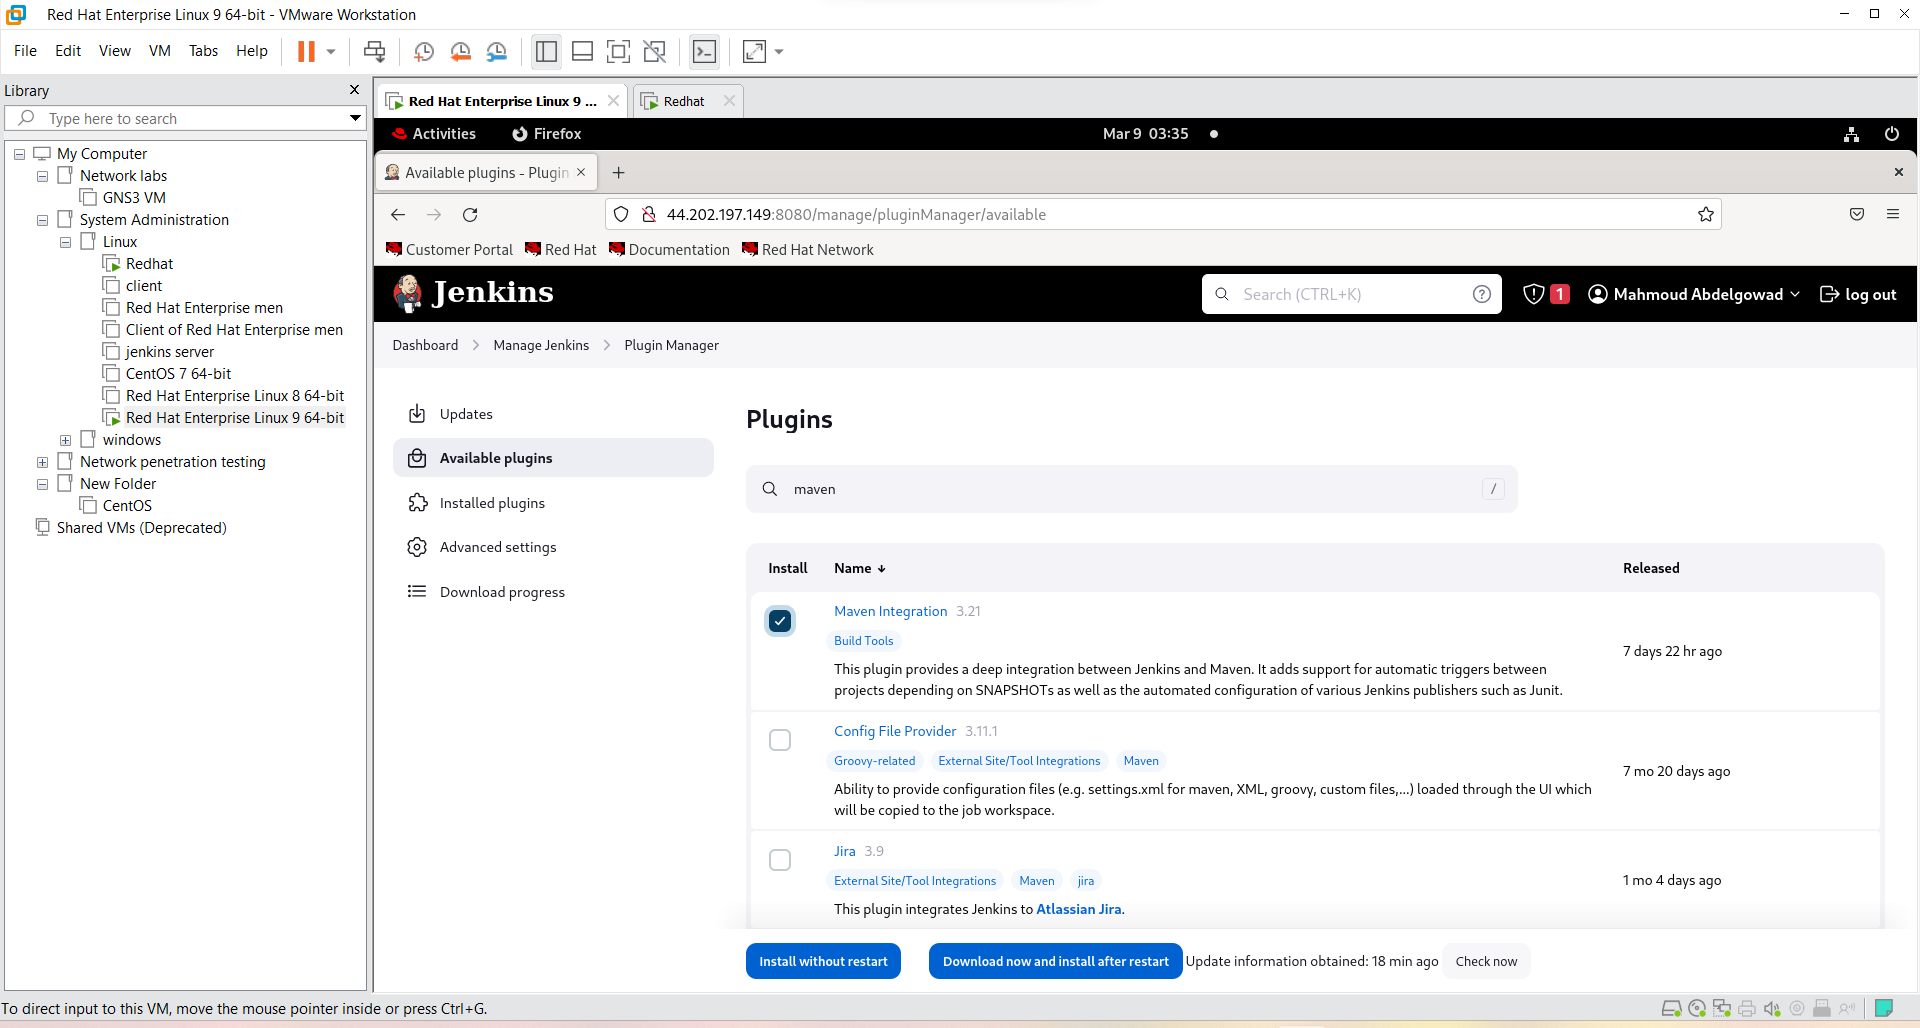 Red Hat Enterprise Linux 9 64-bit - VMware Workstation
File Edit View VM Tabs Help
Library
Type here to search
My Computer
Network labs
GNS3 VM
System Administration
Linux
Redhat
client
Red Hat Enterprise men
Client of Red Hat Enterprise men
jenkins server
CentOS 7 64-bit
Red Hat Enterprise Linux 8 64-bit
Red Hat Enterprise Linux 9 64-bit
windows
Network penetration testing
New Folder
CentOS
Shared VMs (Deprecated)
Red Hat Enterprise Linux 9 ... Redhat
Activities Firefox Mar 9 03:35
Available plugins - Plugin
44.202.197.149:8080/manage/pluginManager/available
Customer Portal Red Hat Documentation Red Hat Network
Jenkins Search (CTRL+K) 1 Mahmoud Abdelgowad log out
Dashboard Manage Jenkins Plugin Manager
Updates
Available plugins
Installed plugins
Advanced settings
Download progress
Plugins
maven /
Install Name ↓ Released
Maven Integration 3.21
Build Tools
This plugin provides a deep integration between Jenkins and Maven. It adds support for automatic triggers between
projects depending on SNAPSHOTs as well as the automated configuration of various Jenkins publishers such as Junit.
7 days 22 hr ago
Config File Provider 3.11.1
Groovy-related External Site/Tool Integrations Maven
Ability to provide configuration files (e.g. settings.xml for maven, XML, groovy, custom files,...) loaded through the UI which
will be copied to the job workspace.
7 mo 20 days ago
Jira 3.9
External Site/Tool Integrations Maven jira
This plugin integrates Jenkins to Atlassian Jira.
1 mo 4 days ago
Install without restart Download now and install after restart Update information obtained: 18 min ago Check now
To direct input to this VM, move the mouse pointer inside or press Ctrl+G.